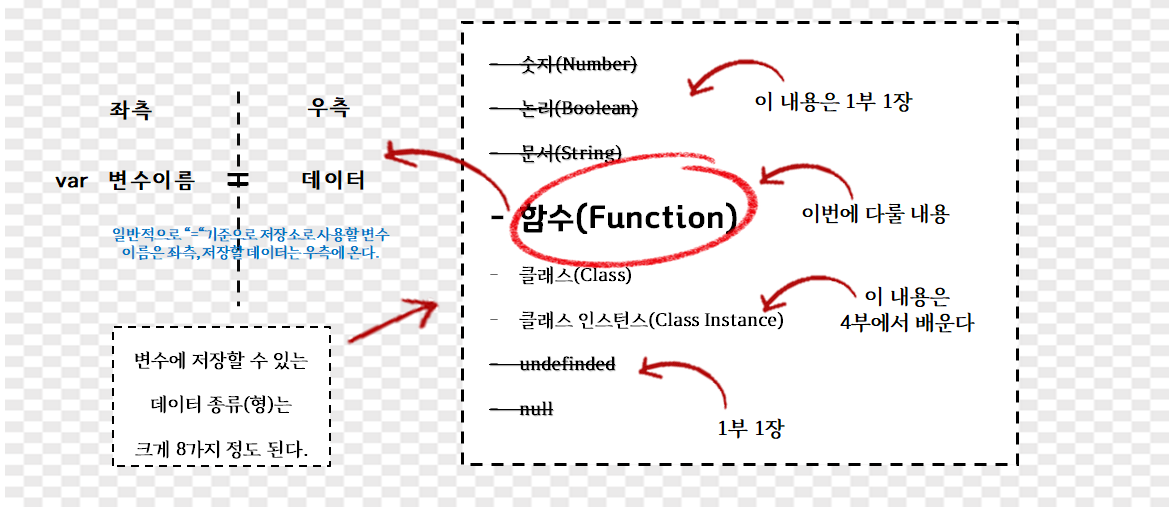 좌측
우측
var 변수이름 = 데이터
일반적으로 “=“기준으로 저장소로 사용할 변수
이름은 좌측, 저장할 데이터는 우측에 온다.
변수에 저장할 수 있는
데이터 종류(형)는
크게 8가지 정도 된다.
- 숫자(Number)
- 논리(Boolean)
이 내용은 1부 1장
- 문서(String)
- 함수(Function)
이번에 다룰 내용
- 클래스(Class)
- 클래스 인스턴스(Class Instance)
이 내용은
4부에서 배운다
- undefinded
- null
1부 1장